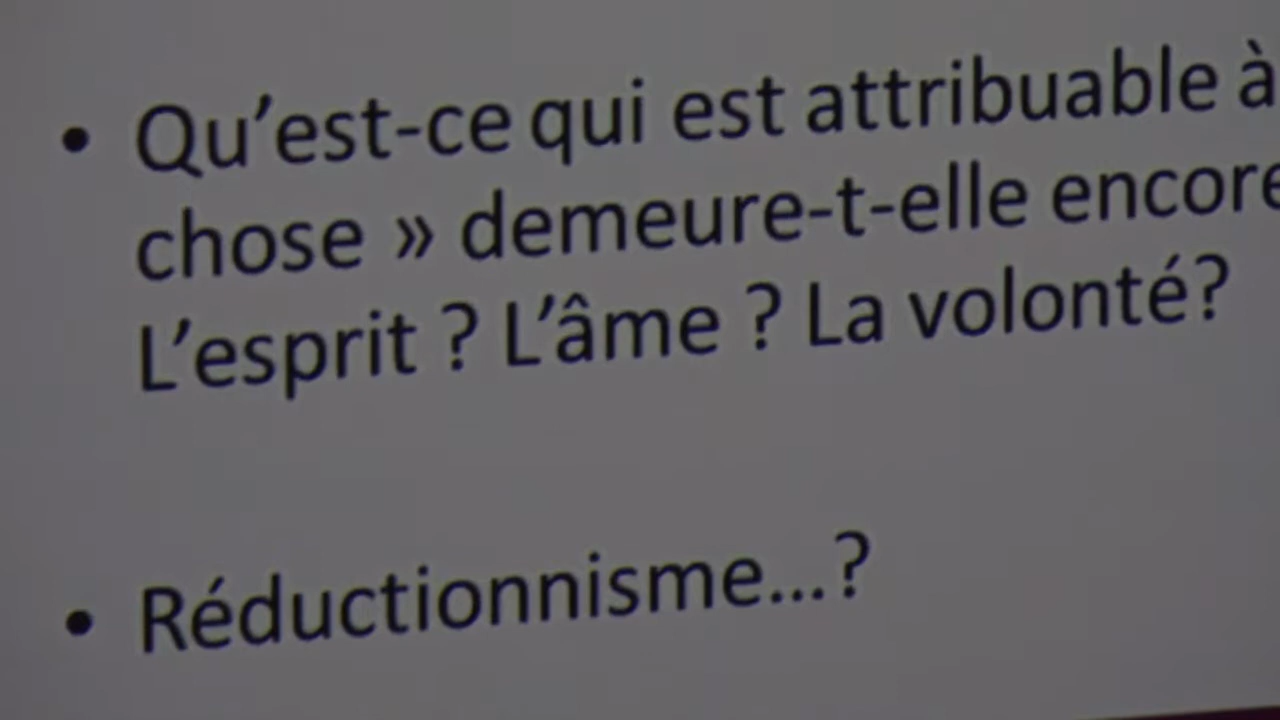 • Qu’est-ce qui est attribuable à
chose » demeure-t-elle encore
L’esprit ? L’âme ? La volonté?
• Réductionnisme...?